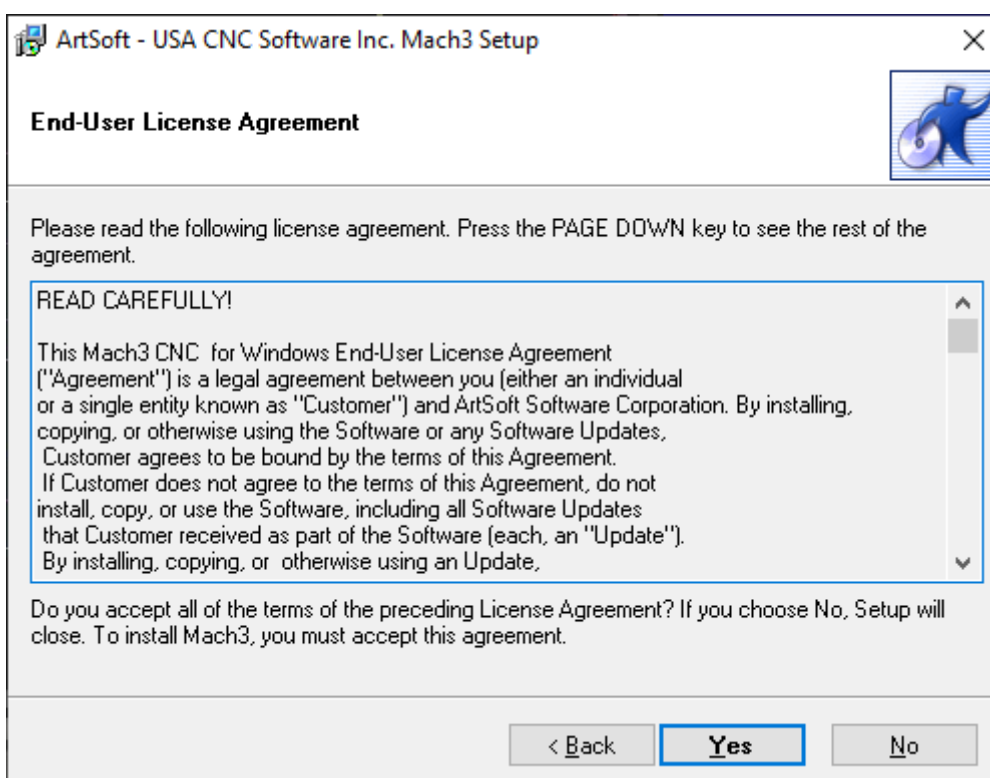 ArtSoft - USA CNC Software Inc. Mach3 Setup
End-User License Agreement
Please read the following license agreement. Press the PAGE DOWN key to see the rest of the
agreement.
READ CAREFULLY!
This Mach3 CNC  for Windows End-User License Agreement
("Agreement") is a legal agreement between you (either an individual
or a single entity known as "Customer") and ArtSoft Software Corporation. By installing,
copying, or otherwise using the Software or any Software Updates,
Customer agrees to be bound by the terms of this Agreement.
If Customer does not agree to the terms of this Agreement, do not
install, copy, or use the Software, including all Software Updates
that Customer received as part of the Software (each, an "Update").
By installing, copying, or  otherwise using an Update,
Do you accept all of the terms of the preceding License Agreement? If you choose No, Setup will
close. To install Mach3, you must accept this agreement.
< Back
Yes
No